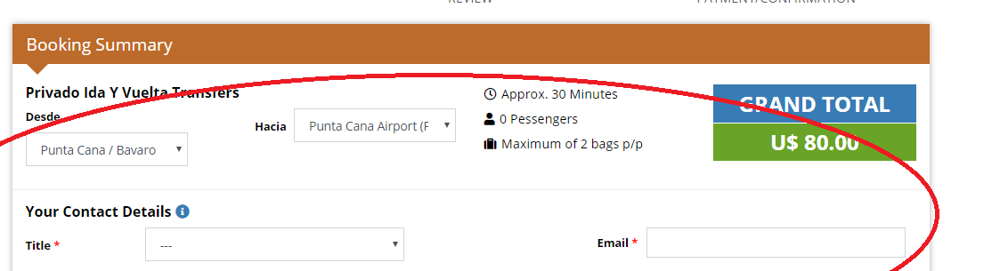 REVIEW PAYMENT/CONFIRMATION
Booking Summary
Privado Ida Y Vuelta Transfers
Desde
Punta Cana / Bavaro
Hacia Punta Cana Airport (P
Approx. 30 Minutes
0 Pessengers
Maximum of 2 bags p/p
GRAND TOTAL
U$ 80.00
Your Contact Details
Title * ---
Email *